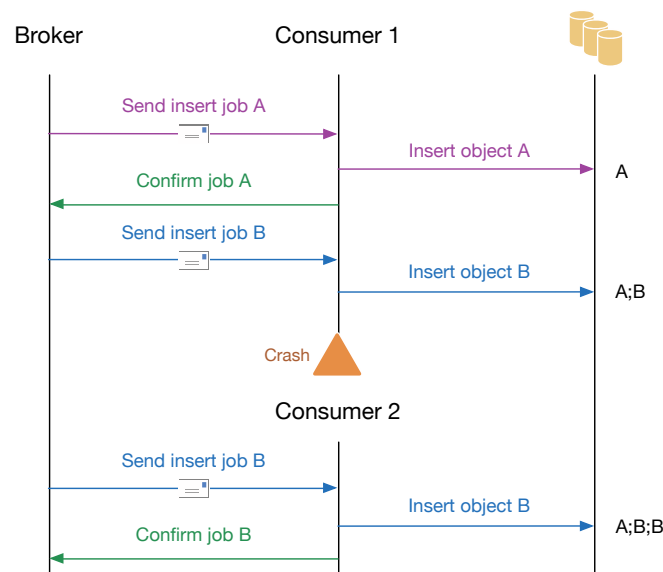 Broker
Consumer 1
Send insert job A
Insert object A
A
Confirm job A
Send insert job B
Insert object B
A;B
Crash
Consumer 2
Send insert job B
Insert object B
A;B;B
Confirm job B